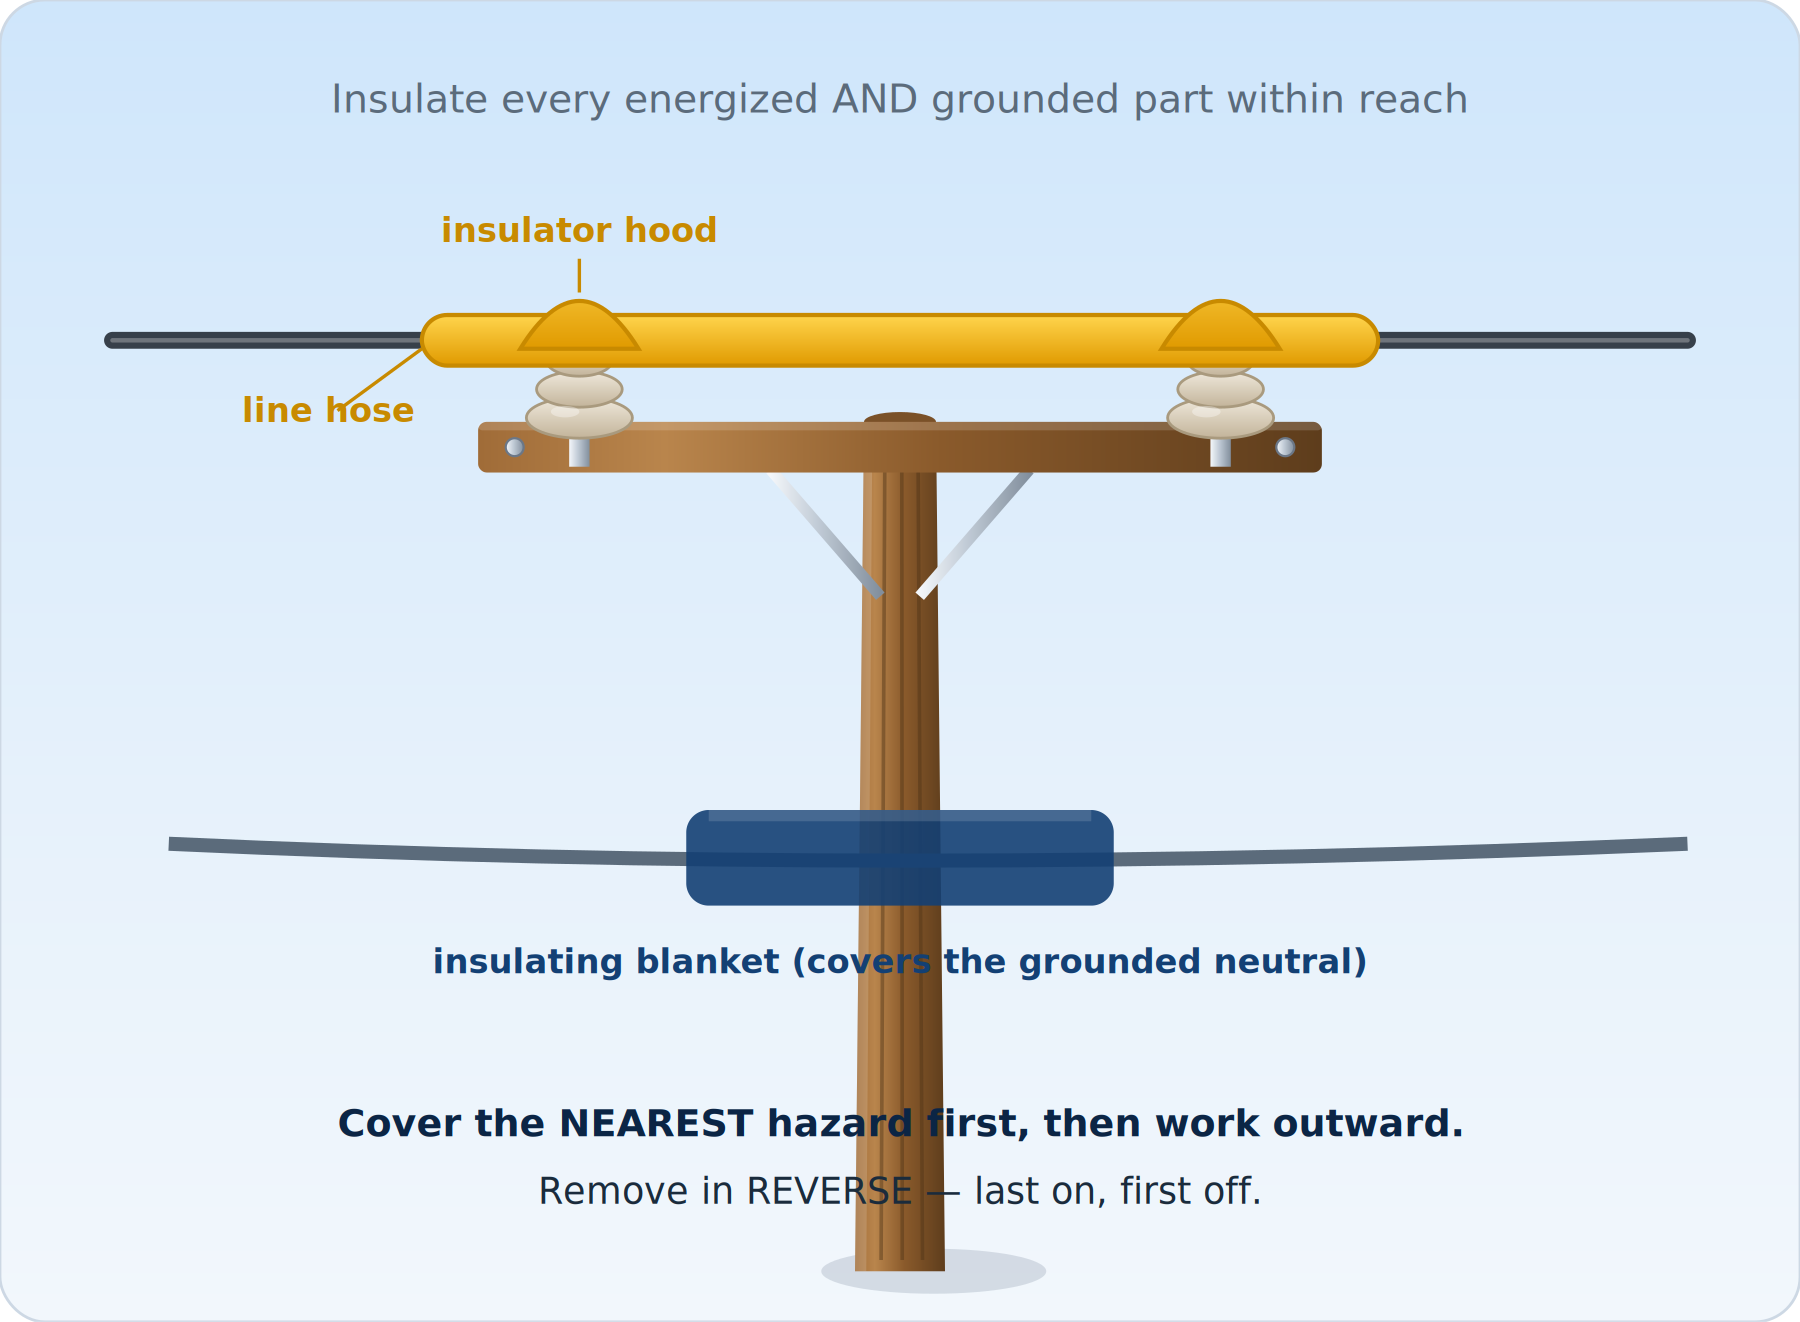 Insulate every energized AND grounded part within reach
insulator hood
line hose
insulating blanket (covers the grounded neutral)
Cover the NEAREST hazard first, then work outward.
Remove in REVERSE — last on, first off.